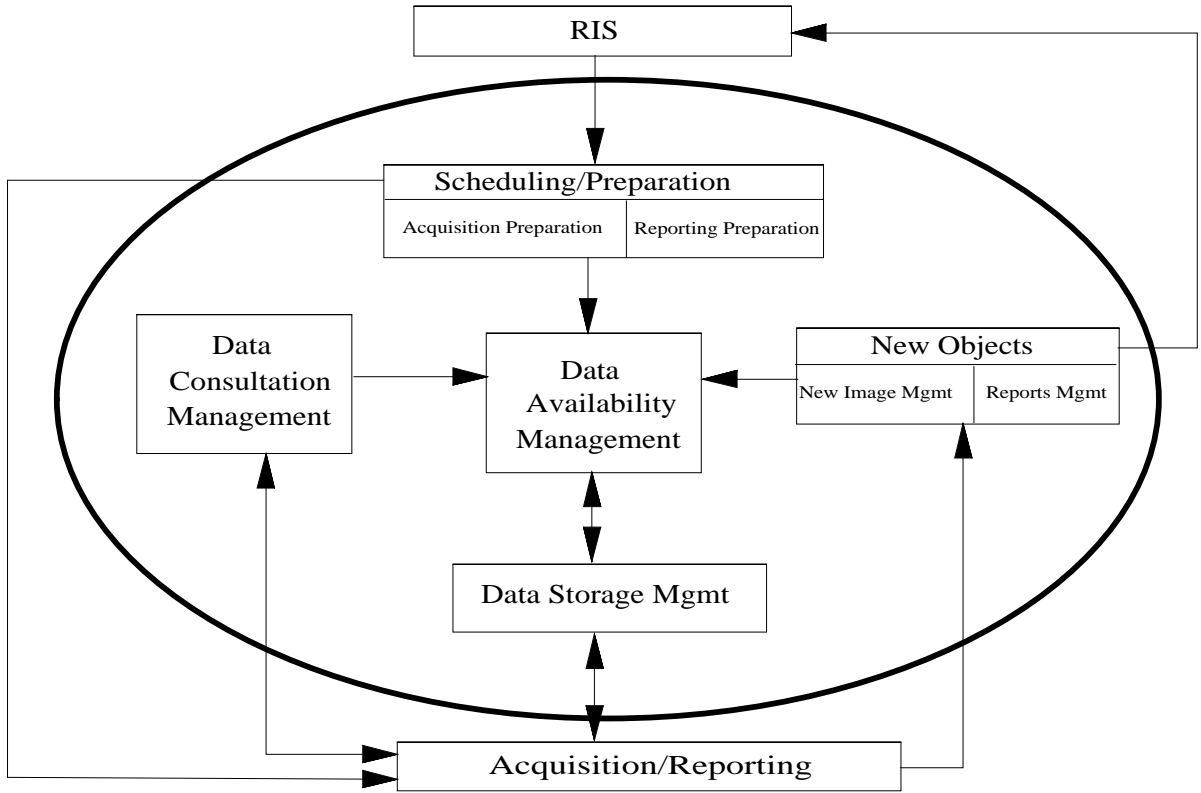 RIS
Scheduling/Preparation
Acquisition Preparation
Reporting Preparation
Data
Consultation
Management
Data
Availability
Management
New Objects
New Image Mgmt
Reports Mgmt
Data Storage Mgmt
Acquisition/Reporting